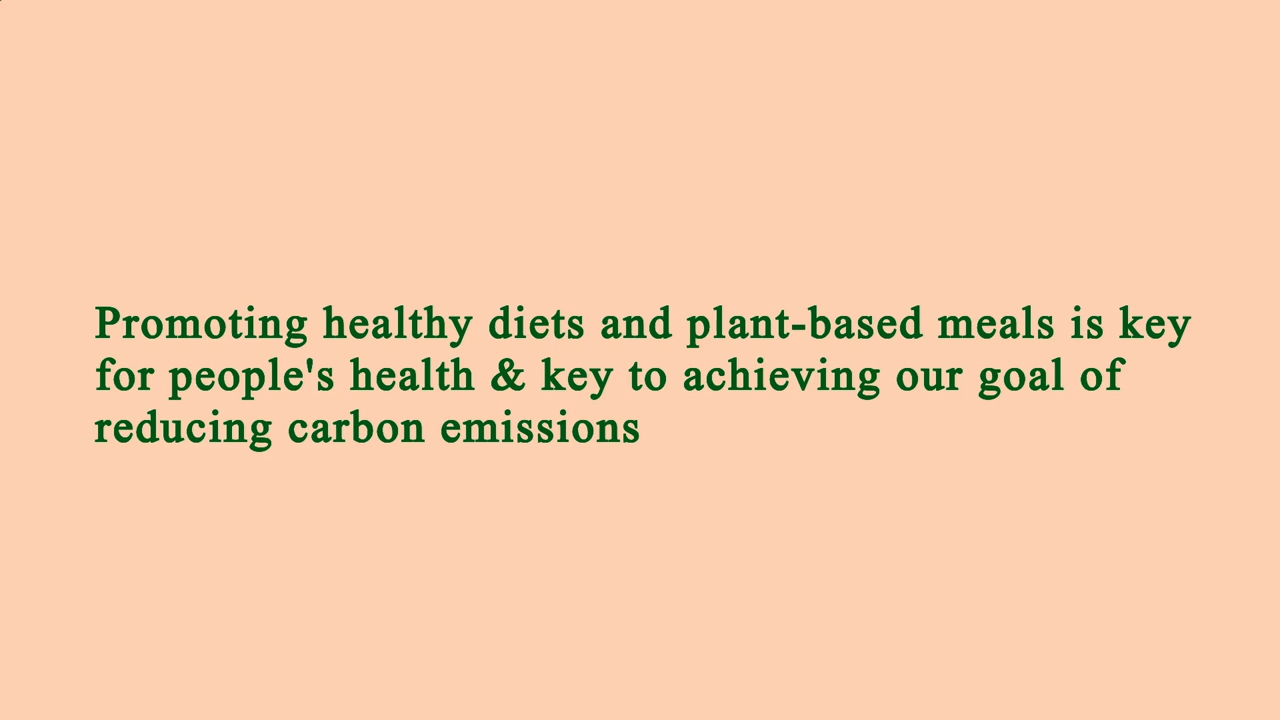 Promoting healthy diets and plant-based meals is key
for people's health & key to achieving our goal of
reducing carbon emissions